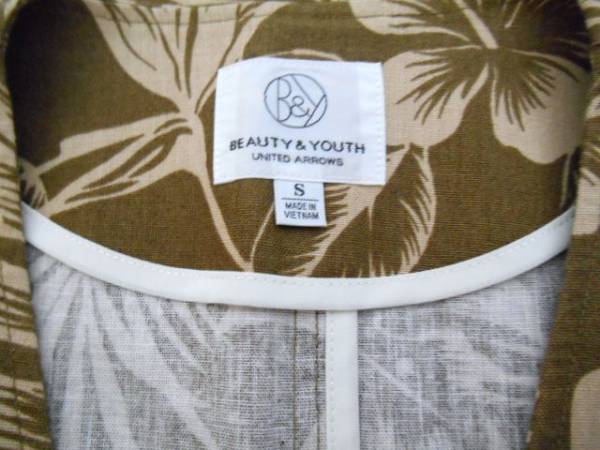 B&Y
BEAUTY & YOUTH
UNITED ARROWS
S
MADE IN
VIETNAM